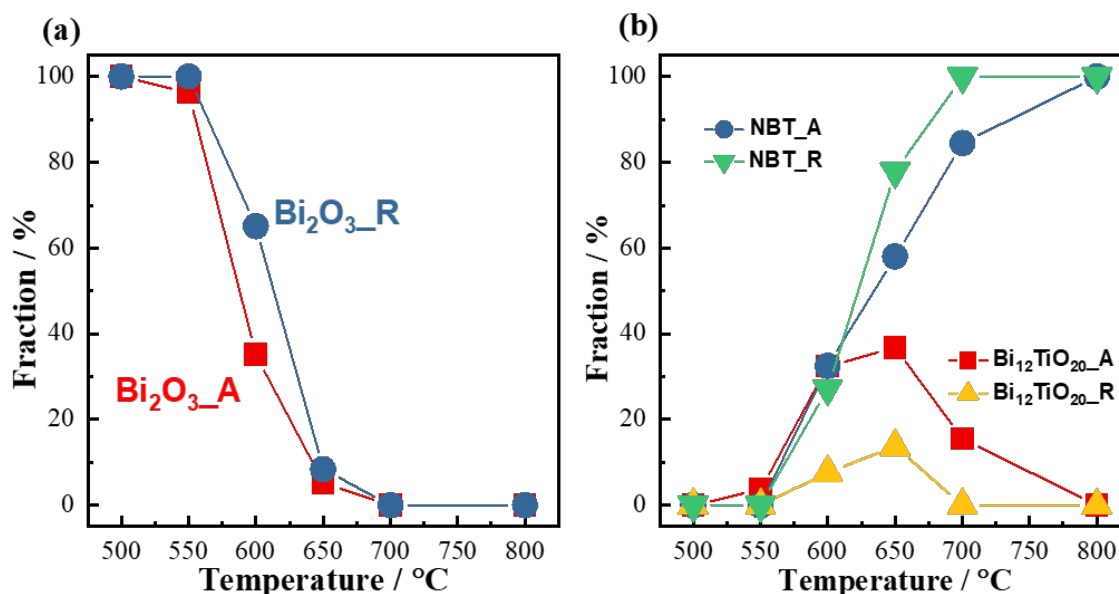 (a)
Fraction / %
100
80
60
40
20
0
Bi₂O₃_R
Bi₂O₃_A
500 550 600 650 700 750 800
Temperature / °C
(b)
Fraction / %
100
80
60
40
20
0
NBT_A
NBT_R
Bi₁₂TiO₂₀_A
Bi₁₂TiO₂₀_R
500 550 600 650 700 750 800
Temperature / °C